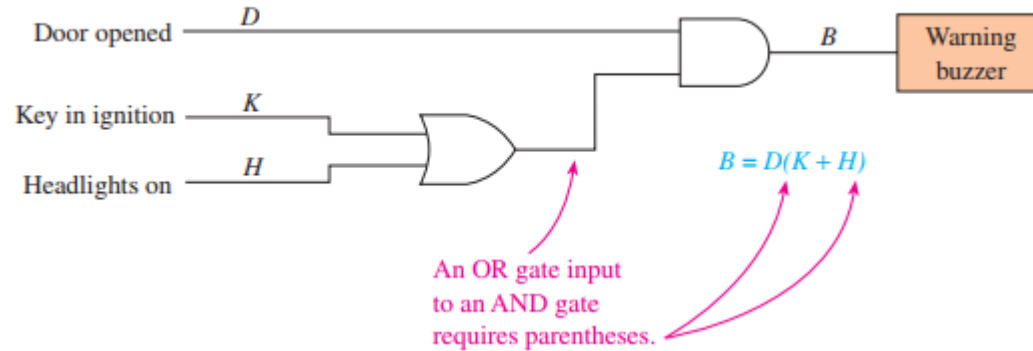 D
Door opened
B
Warning
buzzer
K
Key in ignition
H
Headlights on
B = D(K + H)
An OR gate input
to an AND gate
requires parentheses.